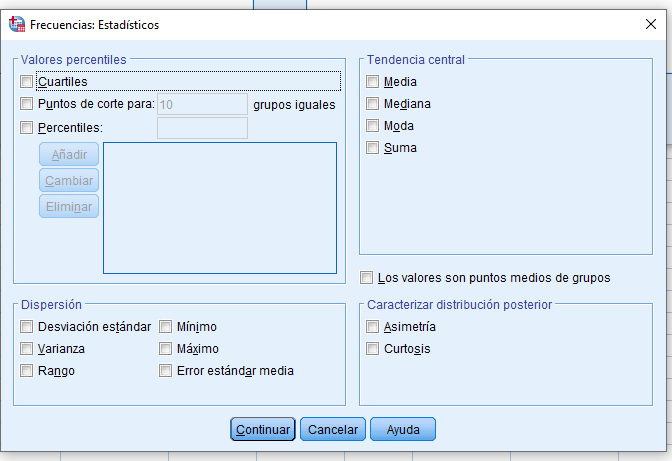 Frecuencias: Estadísticos
Valores percentiles
Cuartiles
Puntos de corte para: 10 grupos iguales
Percentiles:
Añadir
Cambiar
Eliminar
Tendencia central
Media
Mediana
Moda
Suma
Los valores son puntos medios de grupos
Dispersión
Desviación estándar
Mínimo
Varianza
Máximo
Rango
Error estándar media
Caracterizar distribución posterior
Asimetría
Curtosis
Continuar
Cancelar
Ayuda